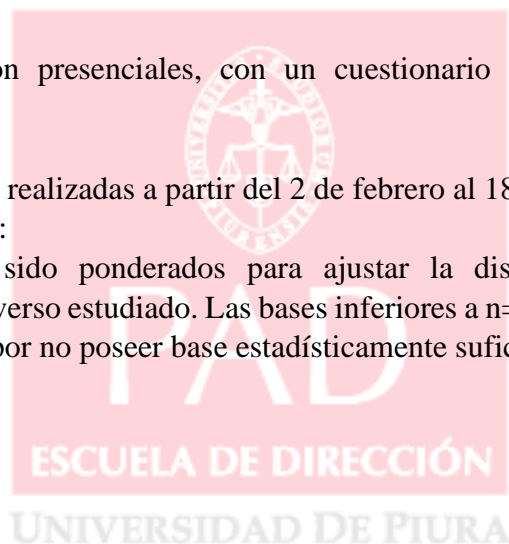 on presenciales, con un cuestionario
realizadas a partir del 2 de febrero al 18
:
sido ponderados para ajustar la dis
verso estudiado. Las bases inferiores a n=
por no poseer base estadísticamente sufic
PAD
ESCUELA DE DIRECCIÓN
UNIVERSIDAD DE PIURA